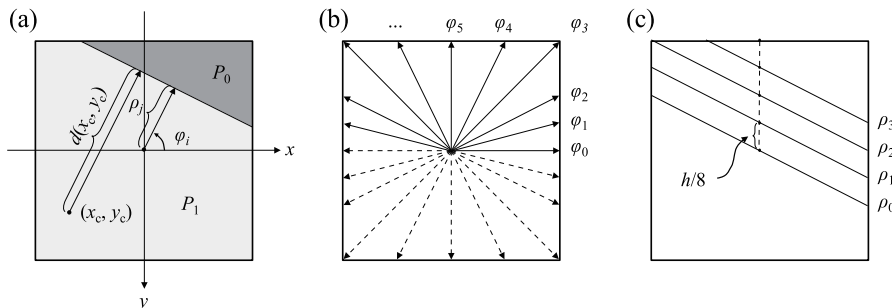 (a)
P0
d(xc, yc)
ρj
φi
x
P1
(xc, yc)
y
(b)
... φ5 φ4 φ3
φ2
φ1
φ0
(c)
ρ3
ρ2
ρ1
ρ0
h/8